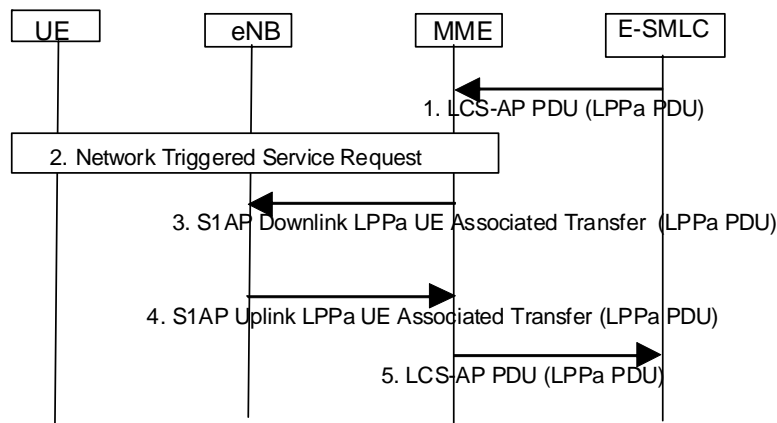 UE eNB MME E-SMLC
1. LCS-AP PDU (LPPa PDU)
2. Network Triggered Service Request
3. S1AP Downlink LPPa UE Associated Transfer (LPPa PDU)
4. S1AP Uplink LPPa UE Associated Transfer (LPPa PDU)
5. LCS-AP PDU (LPPa PDU)